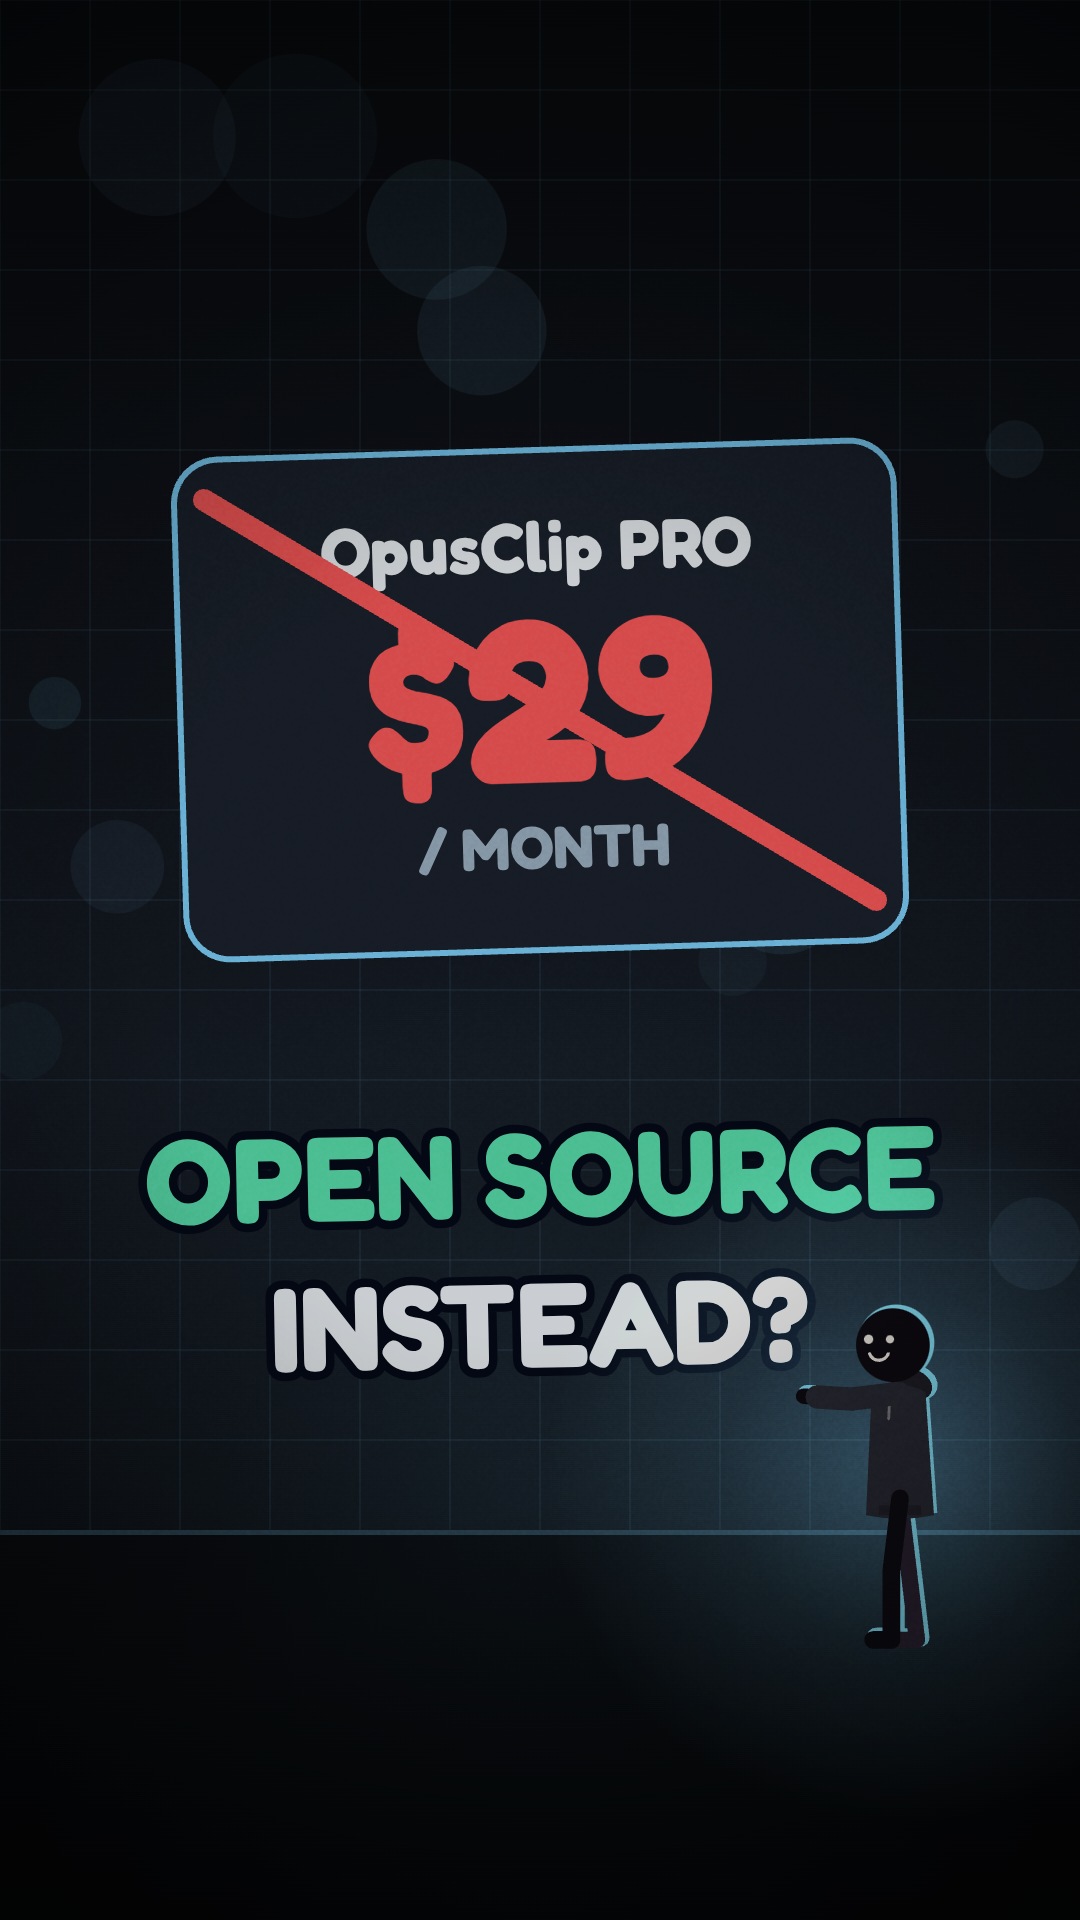 OpusClip PRO
$29
/ MONTH
OPEN SOURCE
INSTEAD?